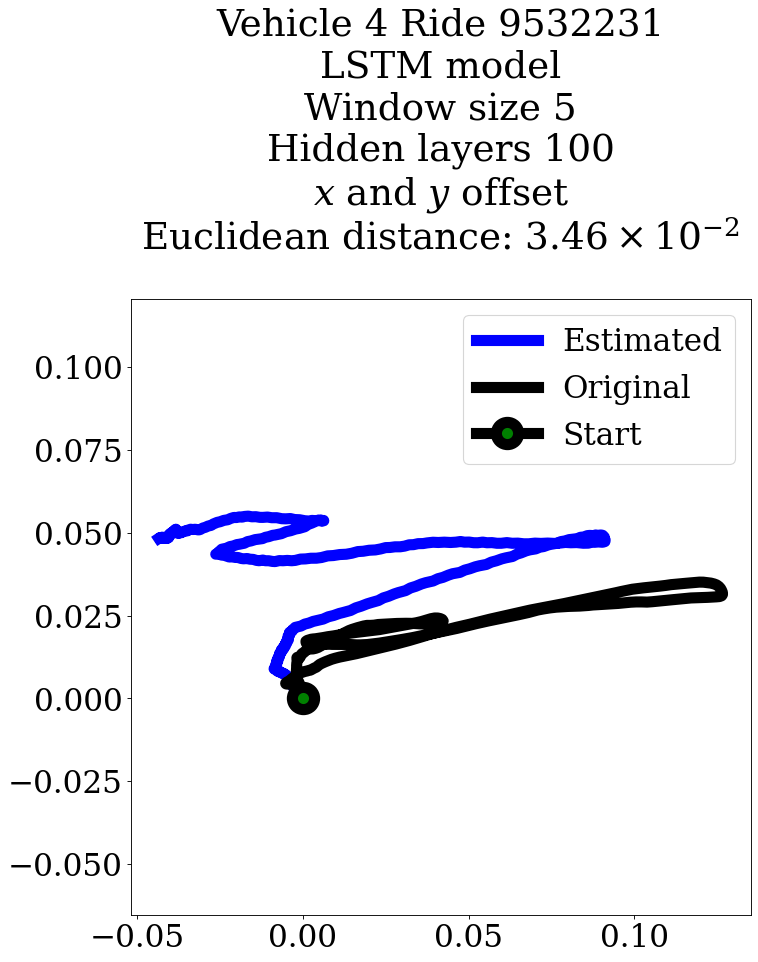 Vehicle 4 Ride 9532231
LSTM model
Window size 5
Hidden layers 100
x and y offset
Euclidean distance: 3.46 × 10⁻²
Estimated
Original
Start
0.100
0.075
0.050
0.025
0.000
−0.025
−0.050
−0.05 0.00 0.05 0.10